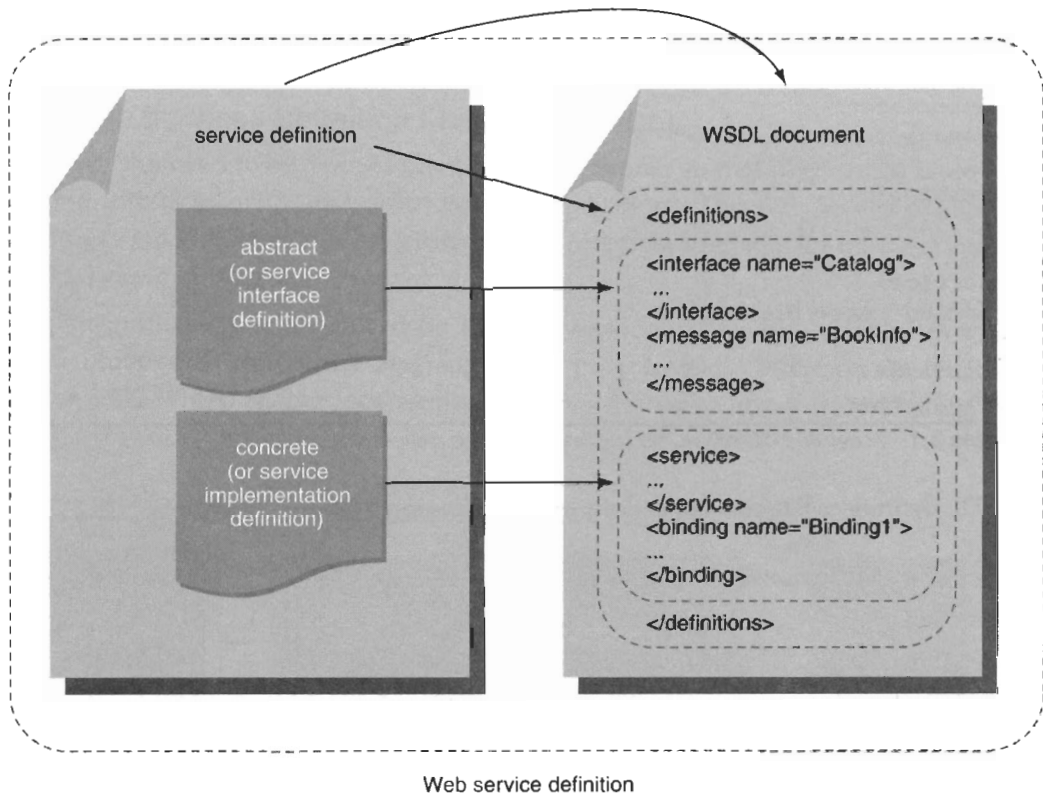 service definition
abstract
(or service
interface
definition)
concrete
(or service
implementation
definition)
WSDL document
<definitions>
<interface name="Catalog">
...
</interface>
<message name="BookInfo">
...
</message>
<service>
...
</service>
<binding name="Binding1">
...
</binding>
</definitions>
Web service definition